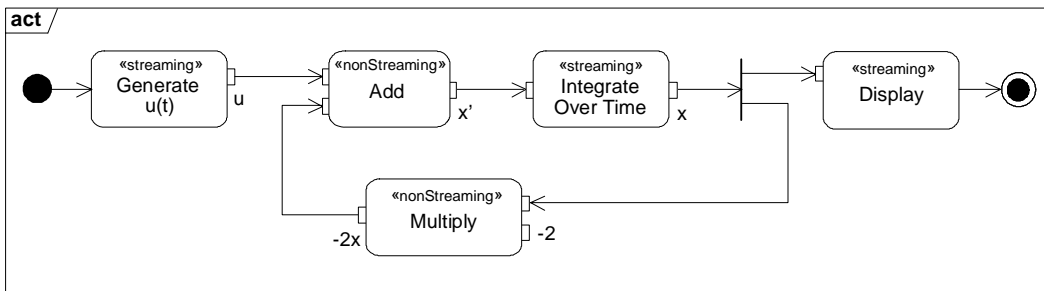 act
«streaming»
Generate
u(t)
u
«nonStreaming»
Add
x’
«streaming»
Integrate
Over Time
x
«streaming»
Display
«nonStreaming»
Multiply
-2x
-2